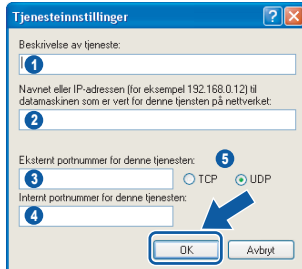 Tjenesteinnstillinger
Beskrivelse av tjeneste:
1
Navnet eller IP-adressen (for eksempel 192.168.0.12) til
datamaskinen som er vert for denne tjensten på nettverket:
2
Eksternt portnummer for denne tjenesten:
5
3
TCP
UDP
Internt portnummer for denne tjenesten:
4
OK
Avbryt